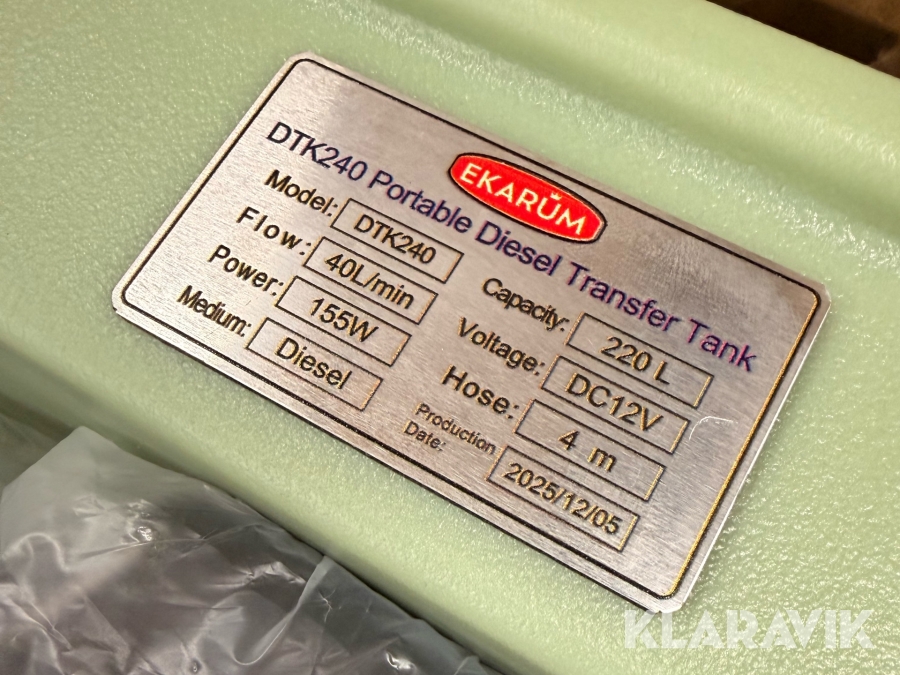 EKARŪM
DTK240 Portable Diesel Transfer Tank
Model: DTK240
Capacity: 220 L
Flow: 40L/min
Voltage: DC12V
Power: 155W
Hose: 4 m
Medium: Diesel
Production Date: 2025/12/05
KLARAVIK